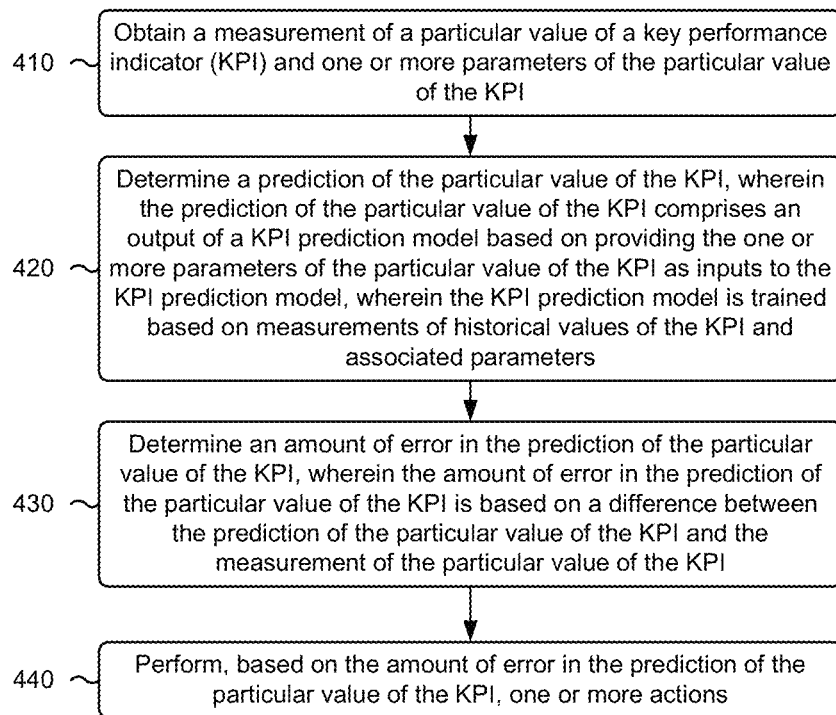 Obtain a measurement of a particular value of a key performance
410 indicator (KPI) and one or more parameters of the particular value
of the KPI
Determine a prediction of the particular value of the KPI, wherein
the prediction of the particular value of the KPI comprises an
output of a KPI prediction model based on providing the one or
420 more parameters of the particular value of the KPI as inputs to
the KPI prediction model, wherein the KPI prediction model is trained
based on measurements of historical values of the KPI and
associated parameters
Determine an amount of error in the prediction of the particular
value of the KPI, wherein the amount of error in the prediction of
430 the particular value of the KPI is based on a difference between
the prediction of the particular value of the KPI and the
measurement of the particular value of the KPI
Perform, based on the amount of error in the prediction of the
440 particular value of the KPI, one or more actions